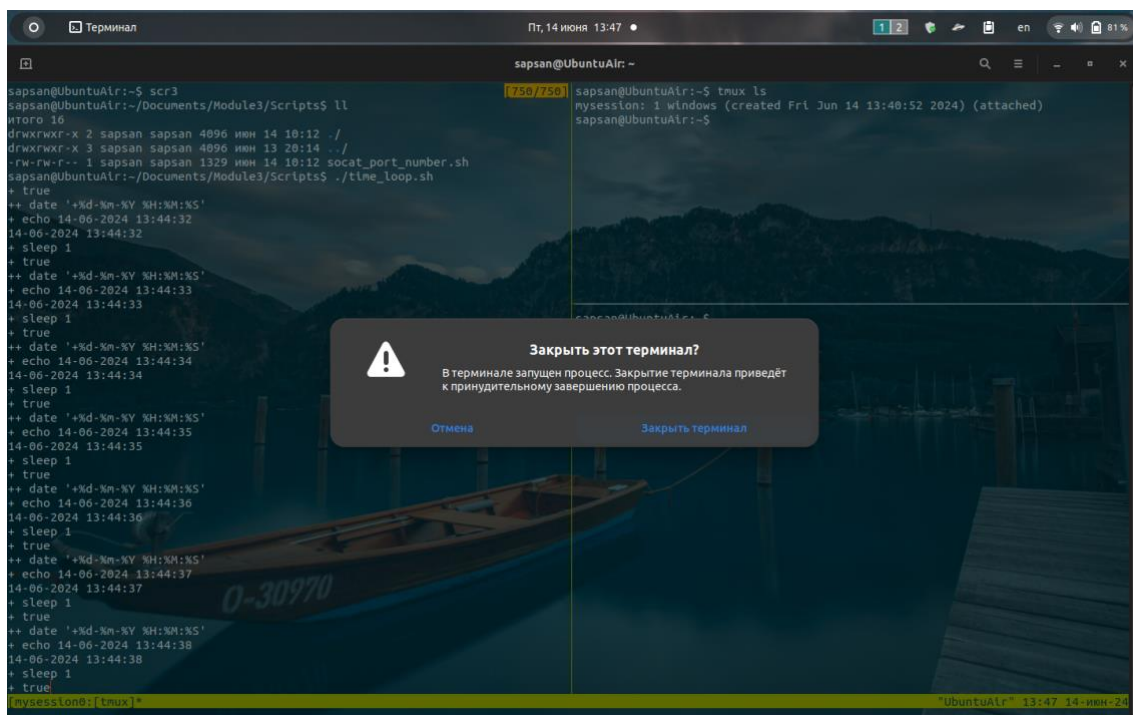 Терминал
Пт, 14 июня 13:47
1 2
en
81 %
sapsan@UbuntuAir: ~
sapsan@UbuntuAir:~$ scr3
[750/750]
sapsan@UbuntuAir:~/Documents/Module3/Scripts$ ll
итого 16
drwxrwxr-x 2 sapsan sapsan 4096 июн 14 10:12 ./
drwxrwxr-x 3 sapsan sapsan 4096 июн 13 20:14 ../
-rw-rw-r-- 1 sapsan sapsan 1329 июн 14 10:12 socat_port_number.sh
sapsan@UbuntuAir:~/Documents/Module3/Scripts$ ./time_loop.sh
+ true
++ date '+%d-%m-%Y %H:%M:%S'
+ echo 14-06-2024 13:44:32
14-06-2024 13:44:32
+ sleep 1
+ true
++ date '+%d-%m-%Y %H:%M:%S'
+ echo 14-06-2024 13:44:33
14-06-2024 13:44:33
+ sleep 1
+ true
++ date '+%d-%m-%Y %H:%M:%S'
+ echo 14-06-2024 13:44:34
14-06-2024 13:44:34
+ sleep 1
+ true
++ date '+%d-%m-%Y %H:%M:%S'
+ echo 14-06-2024 13:44:35
14-06-2024 13:44:35
+ sleep 1
+ true
++ date '+%d-%m-%Y %H:%M:%S'
+ echo 14-06-2024 13:44:36
14-06-2024 13:44:36
+ sleep 1
+ true
++ date '+%d-%m-%Y %H:%M:%S'
+ echo 14-06-2024 13:44:37
14-06-2024 13:44:37
+ sleep 1
+ true
++ date '+%d-%m-%Y %H:%M:%S'
+ echo 14-06-2024 13:44:38
14-06-2024 13:44:38
+ sleep 1
+ true
sapsan@UbuntuAir:~$ tmux ls
mysession: 1 windows (created Fri Jun 14 13:40:52 2024) (attached)
sapsan@UbuntuAir:~$
sapsan@UbuntuAir:~$
Закрыть этот терминал?
В терминале запущен процесс. Закрытие терминала приведёт
к принудительному завершению процесса.
Отмена
Закрыть терминал
O-30970
[mysession0:[tmux]*
"UbuntuAir" 13:47 14-июн-24